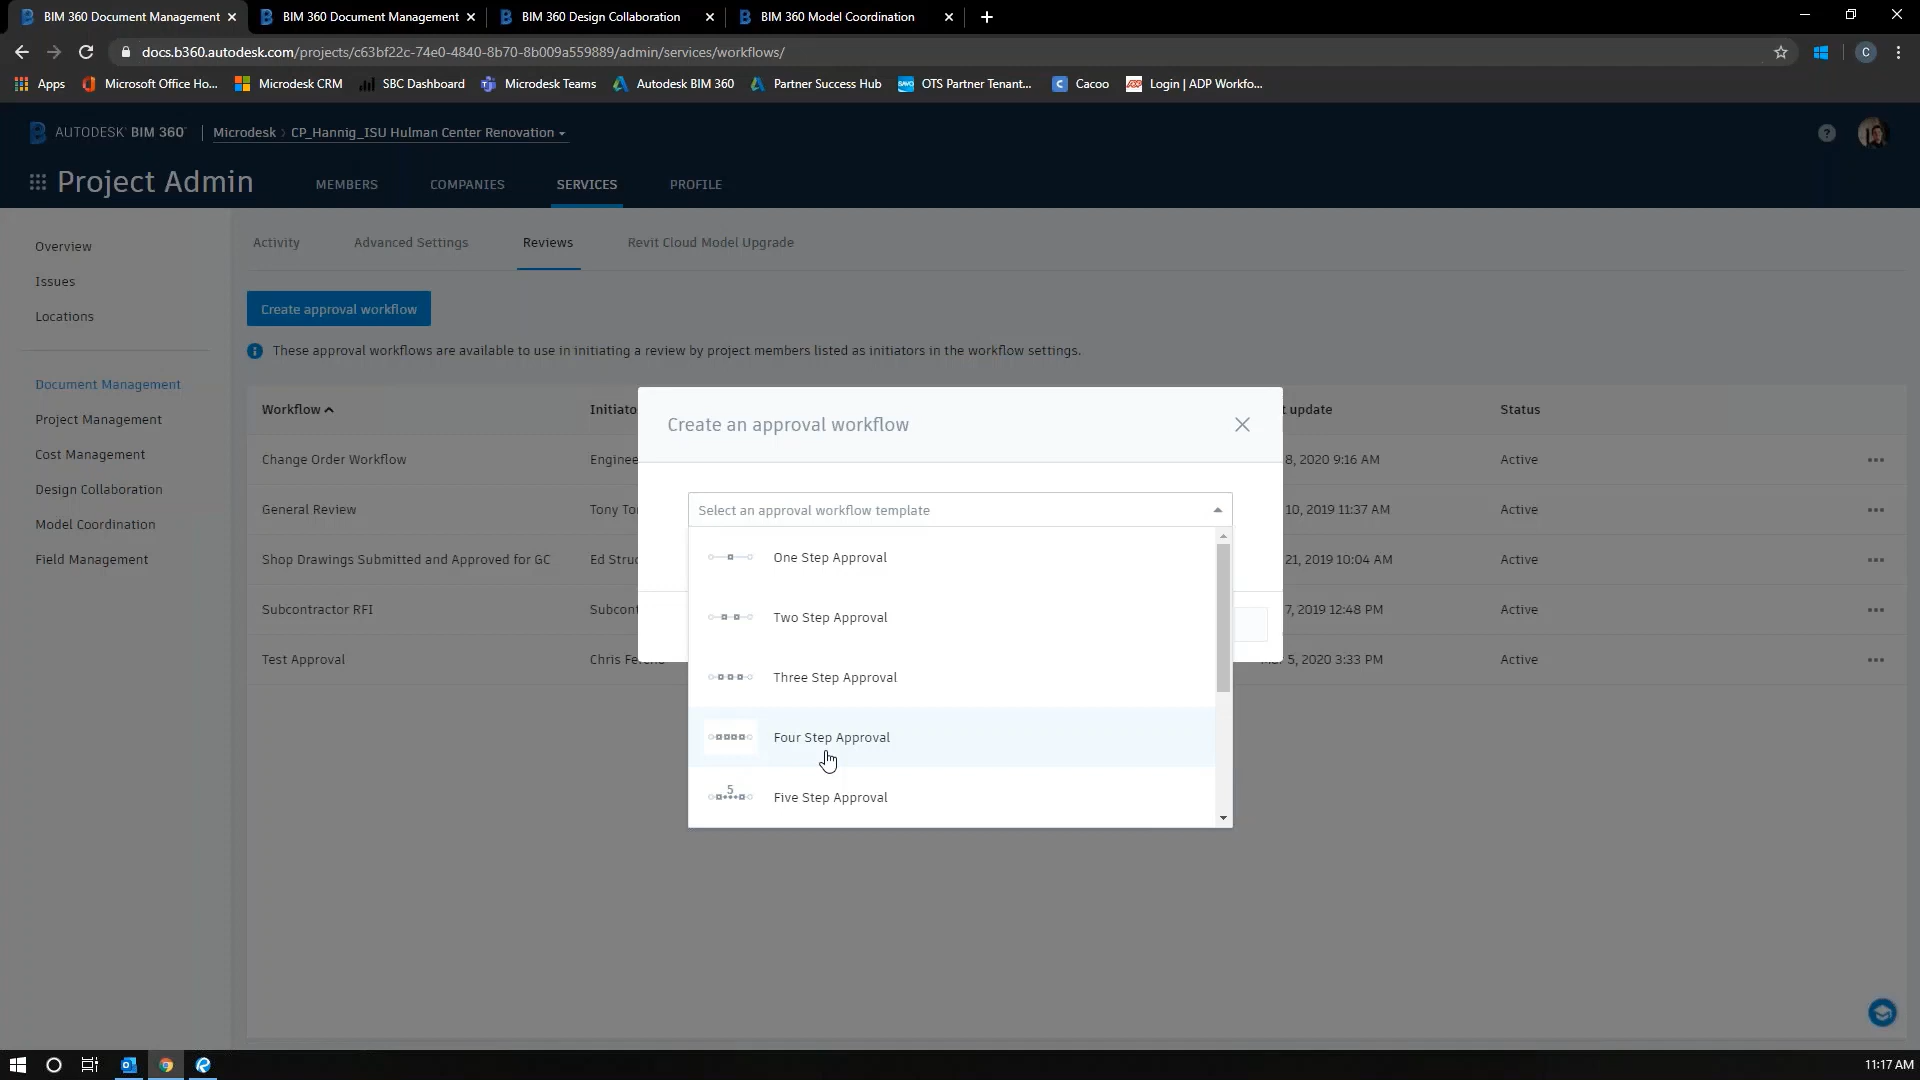 BIM 360 Document Management
BIM 360 Document Management
BIM 360 Design Collaboration
BIM 360 Model Coordination
docs.b360.autodesk.com/projects/c63bf22c-74e0-4840-8b70-8b009a559889/admin/services/workflows/
C
Apps
Microsoft Office Ho...
Microdesk CRM
SBC Dashboard
Microdesk Teams
Autodesk BIM 360
Partner Success Hub
OTS Partner Tenant...
Cacoo
Login | ADP Workfo...
AUTODESK BIM 360
Microdesk > CP_Hannig_ISU Hulman Center Renovation
?
Project Admin
MEMBERS
COMPANIES
SERVICES
PROFILE
Overview
Issues
Locations
Document Management
Project Management
Cost Management
Design Collaboration
Model Coordination
Field Management
Activity
Advanced Settings
Reviews
Revit Cloud Model Upgrade
Create approval workflow
These approval workflows are available to use in initiating a review by project members listed as initiators in the workflow settings.
Workflow
Initiato
t update
Status
Change Order Workflow
Enginee
8, 2020 9:16 AM
Active
General Review
Tony To
10, 2019 11:37 AM
Active
Shop Drawings Submitted and Approved for GC
Ed Struc
21, 2019 10:04 AM
Active
Subcontractor RFI
Subcont
7, 2019 12:48 PM
Active
Test Approval
Chris
5, 2020 3:33 PM
Active
Create an approval workflow
Select an approval workflow template
One Step Approval
Two Step Approval
Three Step Approval
Four Step Approval
5
Five Step Approval
11:17 AM